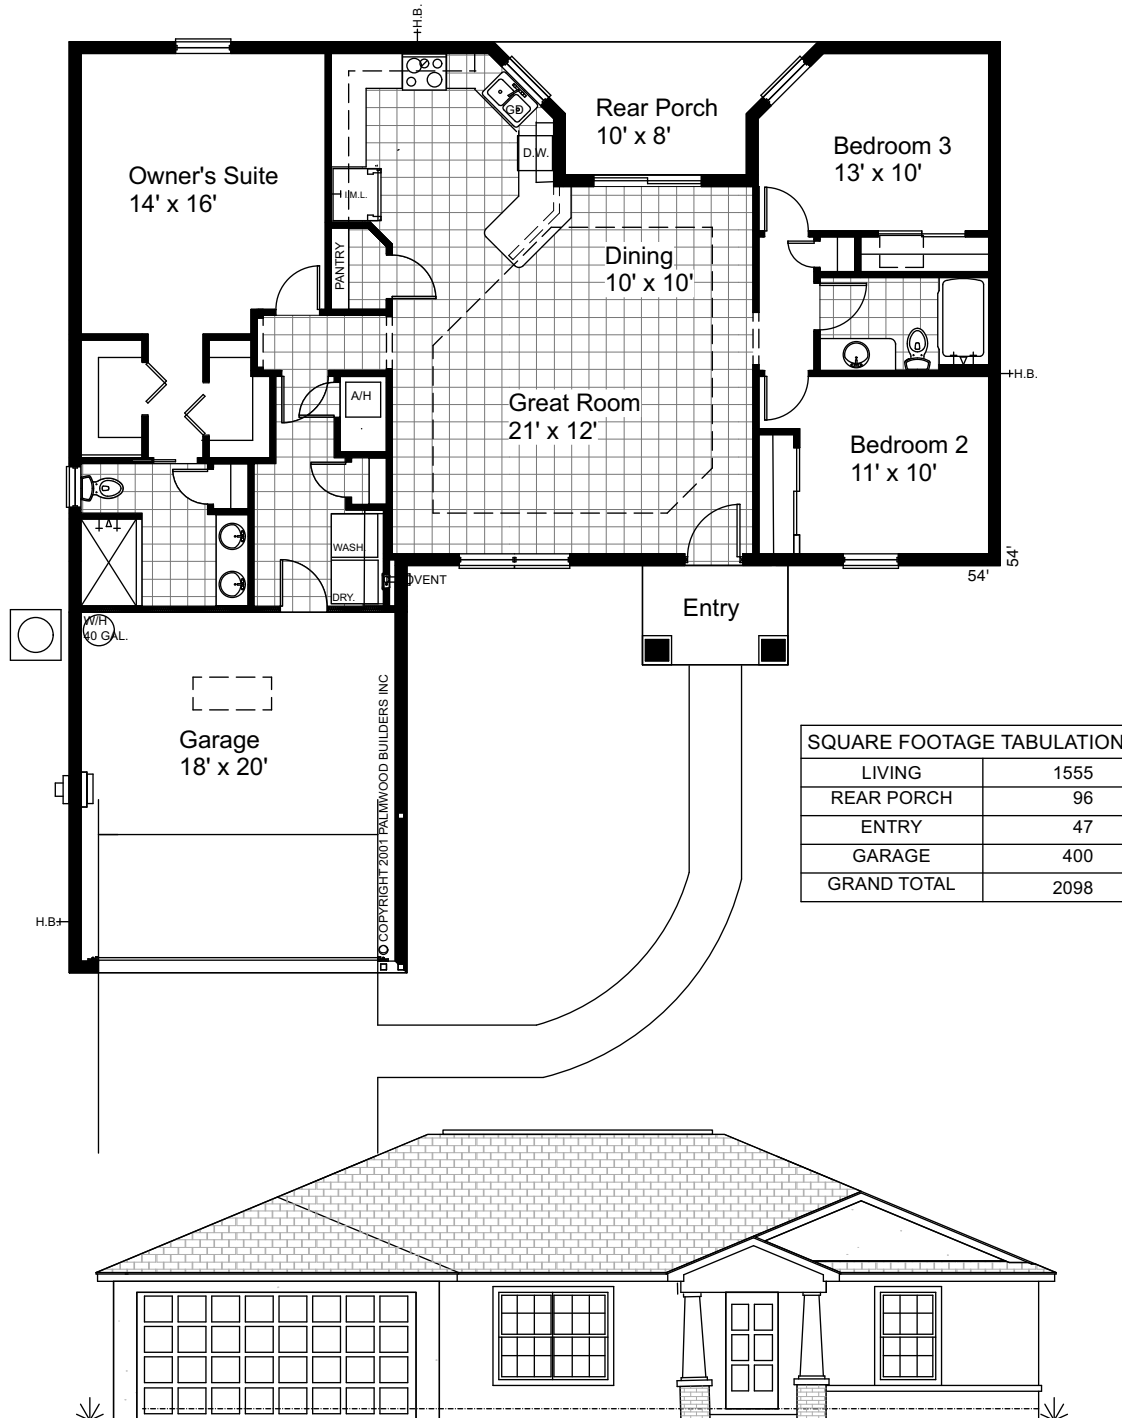 H.B.
Rear Porch
10' x 8'
Bedroom 3
13' x 10'
Owner's Suite
14' x 16'
GD
D.W.
I.M.L.
PANTRY
Dining
10' x 10'
H.B.
A/H
Great Room
21' x 12'
Bedroom 2
11' x 10'
WASH.
DRY.
VENT
54'
54'
Entry
W/H
40 GAL.
Garage
18' x 20'
© COPYRIGHT 2001 PALMWOOD BUILDERS INC
H.B.
SQUARE FOOTAGE TABULATION
LIVING 1555
REAR PORCH 96
ENTRY 47
GARAGE 400
GRAND TOTAL 2098